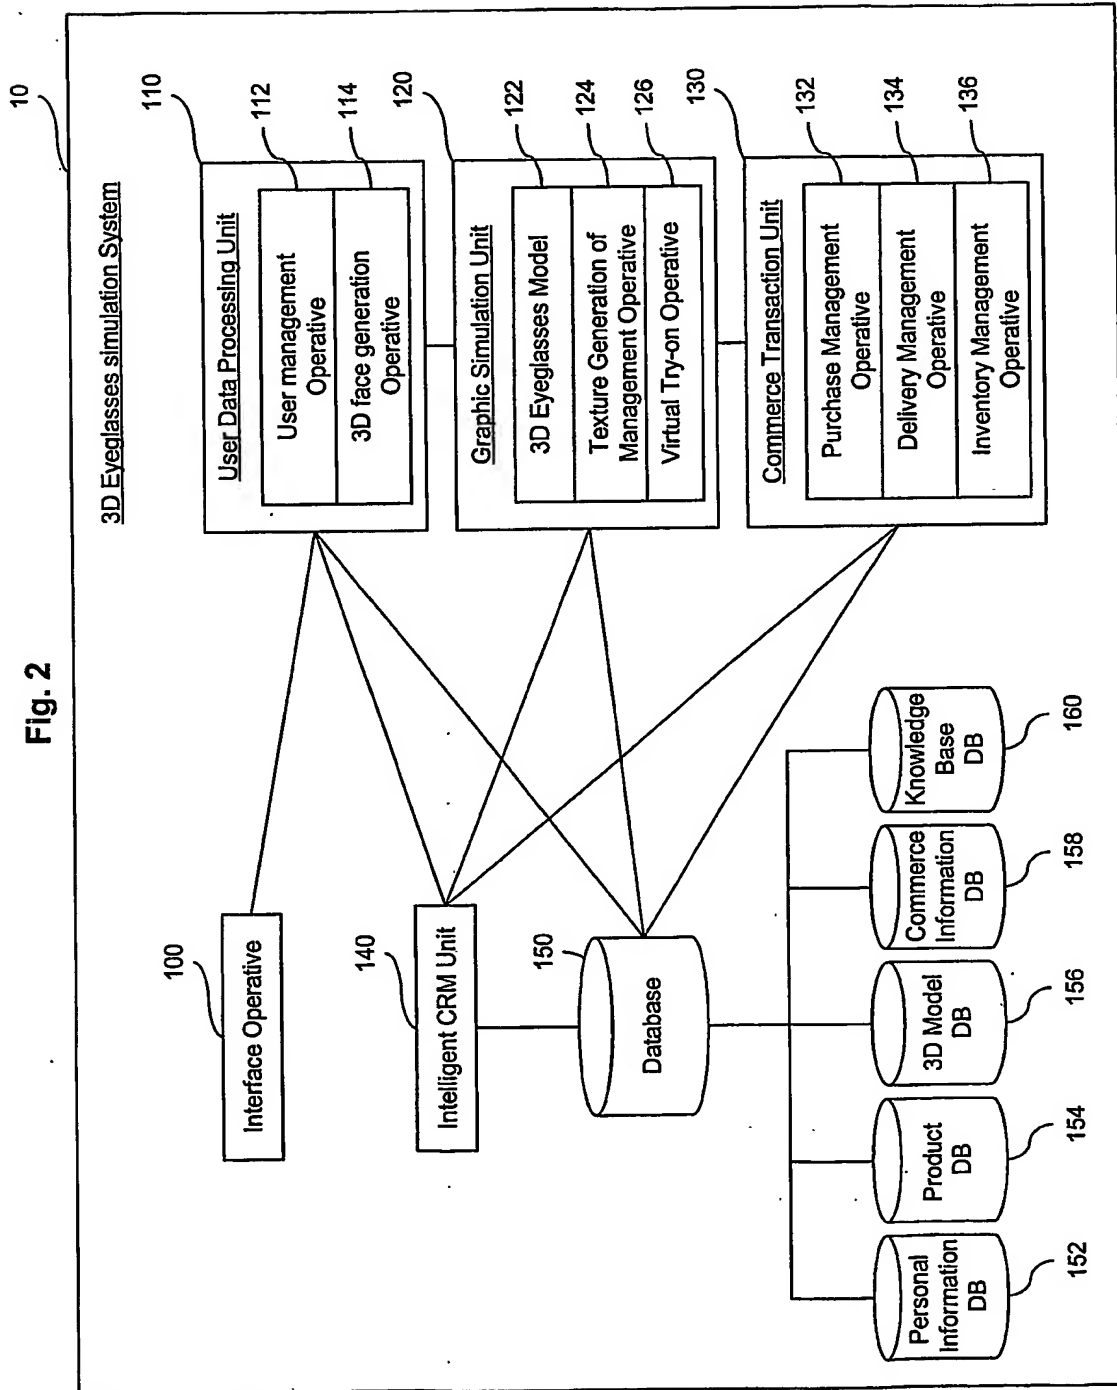 Fig. 2
10
3D Eyeglasses simulation System
100
Interface Operative
110
User Data Processing Unit
112
User management
Operative
114
3D face generation
Operative
140
Intelligent CRM Unit
120
Graphic Simulation Unit
122
3D Eyeglasses Model
124
Texture Generation of
Management Operative
126
Virtual Try-on Operative
150
Database
130
Commerce Transaction Unit
132
Purchase Management
Operative
134
Delivery Management
Operative
136
Inventory Management
Operative
Personal
Information
DB
152
Product
DB
154
3D Model
DB
156
Commerce
Information
DB
158
Knowledge
Base
DB
160